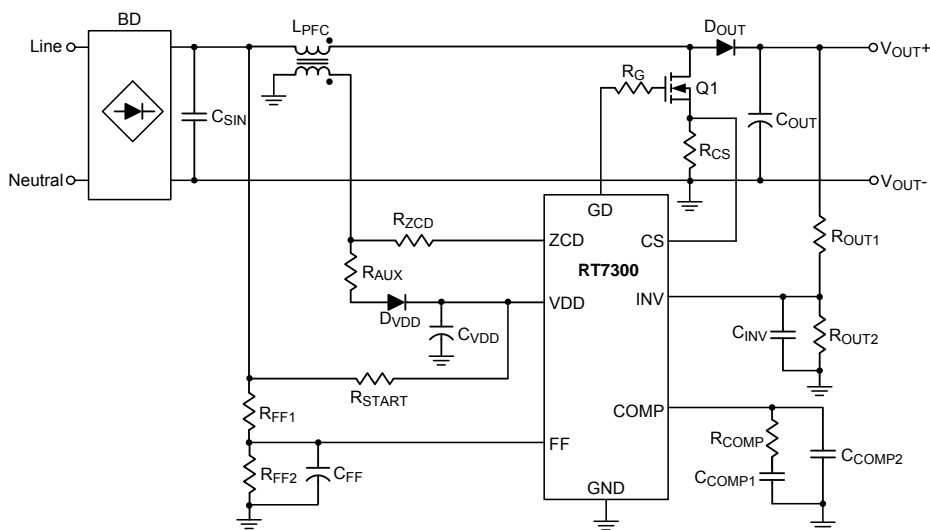 BD
LPFC
DOUT
Line
VOUT+
RG
Q1
CSIN
COUT
RCS
Neutral
VOUT-
GD
RZCD
ZCD
CS
ROUT1
RAUX
RT7300
VDD
INV
DVDD
CVDD
CINV
ROUT2
RSTART
RFF1
COMP
RCOMP
FF
CCOMP2
RFF2
CFF
CCOMP1
GND